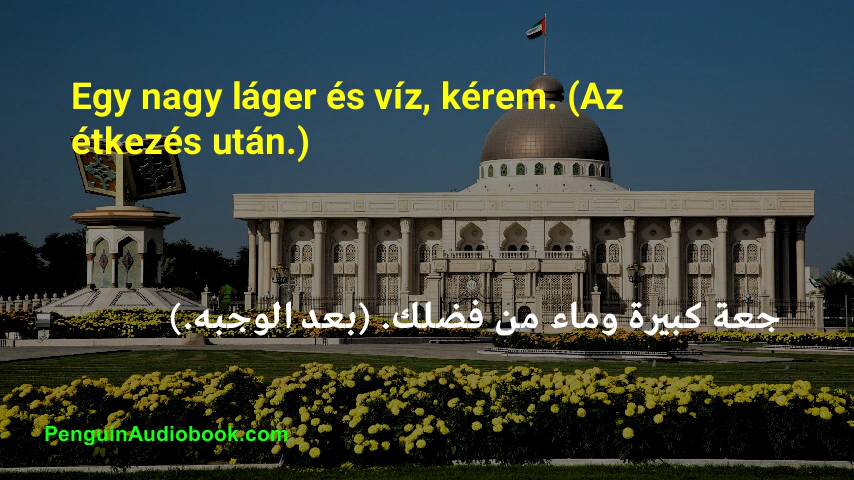 Egy nagy láger és víz, kérem. (Az
étkezés után.)
جعة كبيرة وماء من فضلك. (بعد الوجبه.)
PenguinAudiobook.com